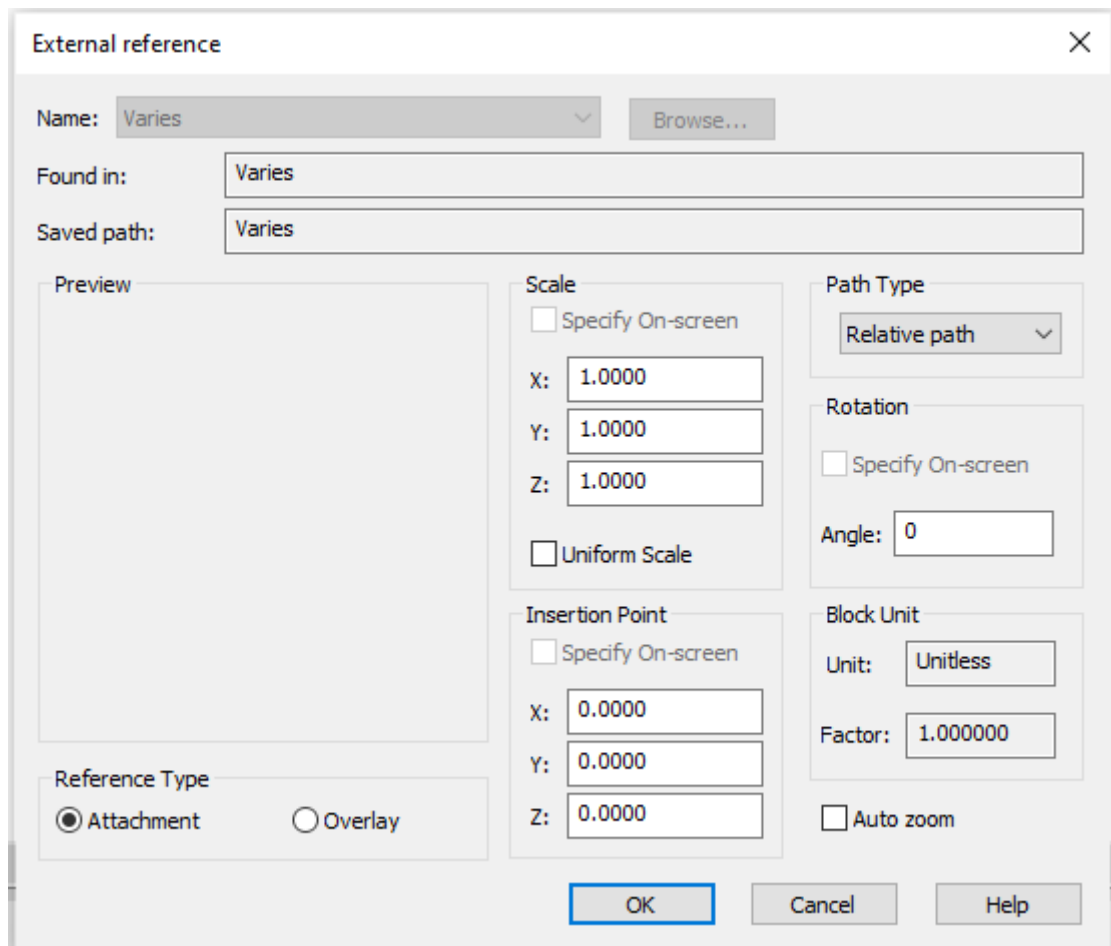 External reference
Name: Varies Browse...
Found in: Varies
Saved path: Varies
Preview
Reference Type
Attachment Overlay
Scale
Specify On-screen
X: 1.0000
Y: 1.0000
Z: 1.0000
Uniform Scale
Insertion Point
Specify On-screen
X: 0.0000
Y: 0.0000
Z: 0.0000
Path Type
Relative path
Rotation
Specify On-screen
Angle: 0
Block Unit
Unit: Unitless
Factor: 1.000000
Auto zoom
OK Cancel Help